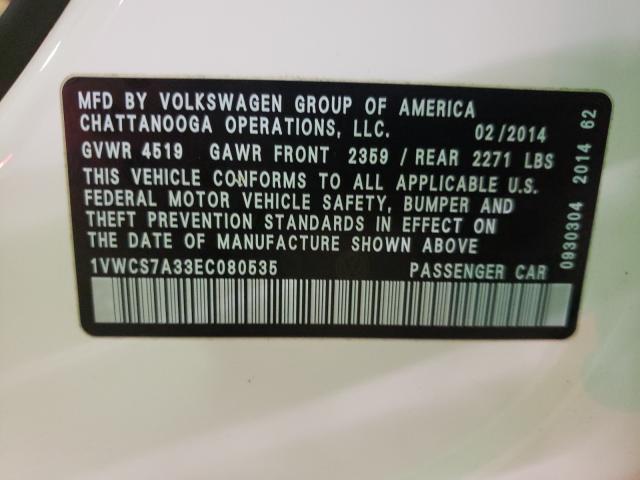 MFD BY VOLKSWAGEN GROUP OF AMERICA
CHATTANOOGA OPERATIONS, LLC. 02/2014
GVWR 4519 GAWR FRONT 2359 / REAR 2271 LBS
THIS VEHICLE CONFORMS TO ALL APPLICABLE U.S.
FEDERAL MOTOR VEHICLE SAFETY, BUMPER AND
THEFT PREVENTION STANDARDS IN EFFECT ON
THE DATE OF MANUFACTURE SHOWN ABOVE
1VWCS7A33EC080535 PASSENGER CAR
0930304 2014 62